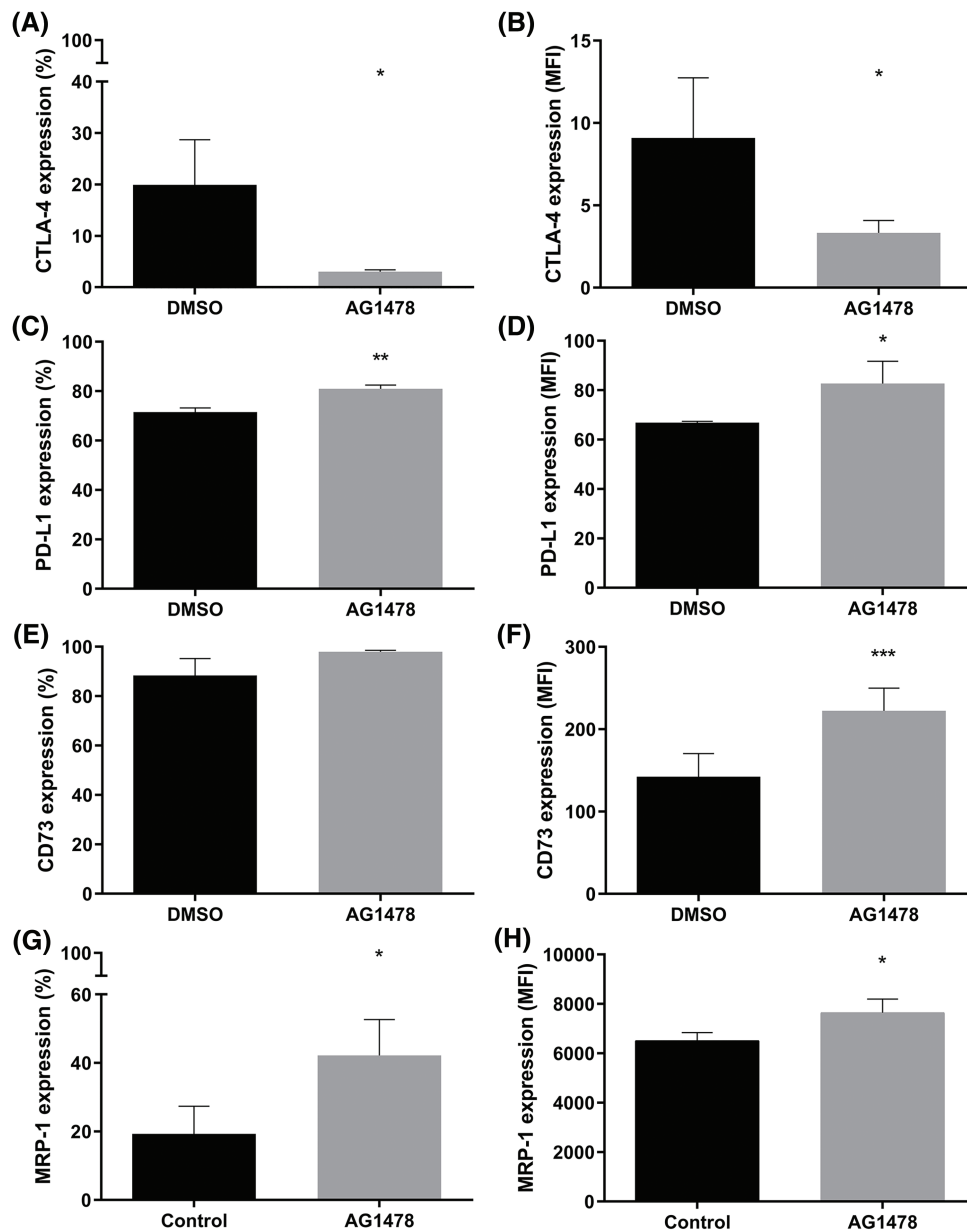 (A)
CTLA-4 expression (%)
100
40
30
20
10
0
*
DMSO AG1478
(B)
CTLA-4 expression (MFI)
15
10
5
0
*
DMSO AG1478
(C)
PD-L1 expression (%)
100
80
60
40
20
0
**
DMSO AG1478
(D)
PD-L1 expression (MFI)
100
80
60
40
20
0
*
DMSO AG1478
(E)
CD73 expression (%)
100
80
60
40
20
0
DMSO AG1478
(F)
CD73 expression (MFI)
300
200
100
0
***
DMSO AG1478
(G)
MRP-1 expression (%)
100
60
40
20
0
*
Control AG1478
(H)
MRP-1 expression (MFI)
10000
8000
6000
4000
2000
0
*
Control AG1478